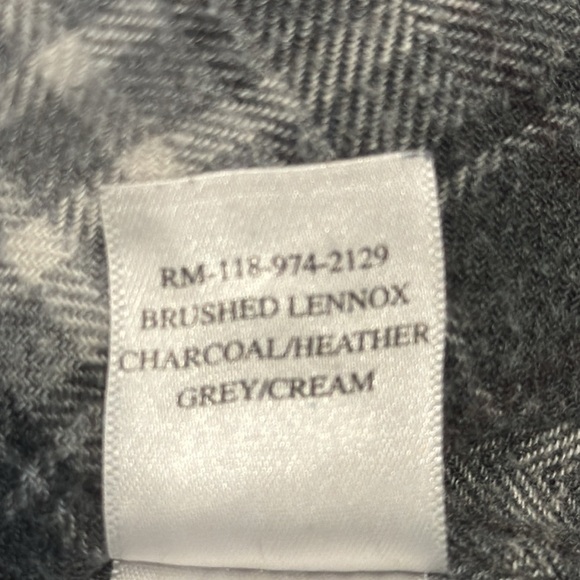 RM-118-974-2129
BRUSHED LENNOX
CHARCOAL/HEATHER
GREY/CREAM